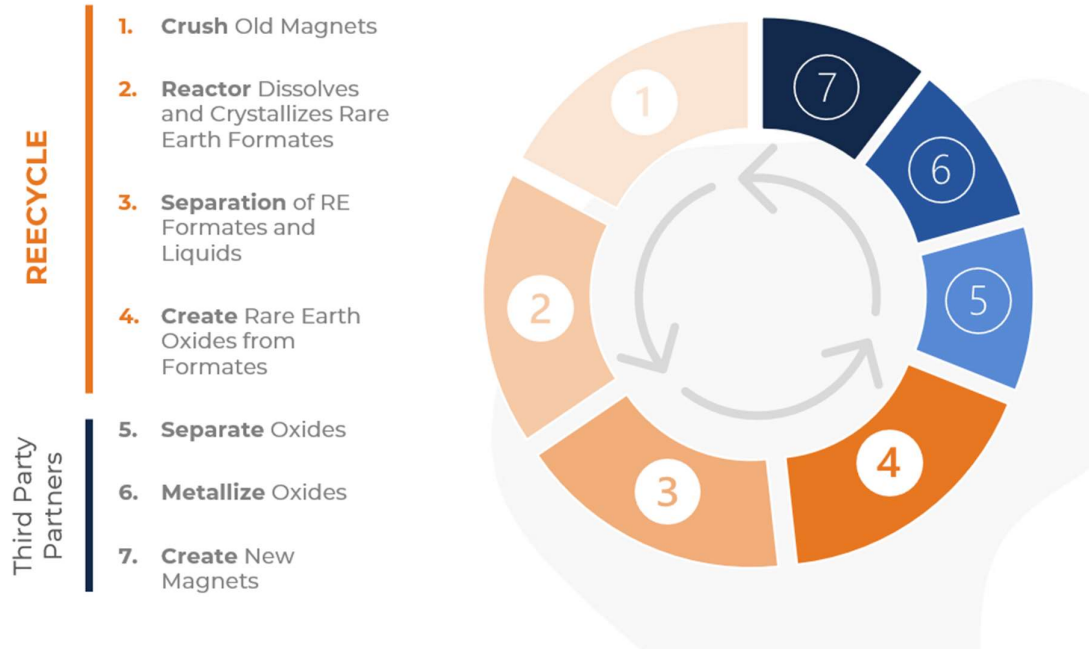 REECYCLE
1. Crush Old Magnets
2. Reactor Dissolves
and Crystallizes Rare
Earth Formates
3. Separation of RE
Formates and
Liquids
4. Create Rare Earth
Oxides from
Formates
Third Party
Partners
5. Separate Oxides
6. Metallize Oxides
7. Create New
Magnets
1
2
3
4
5
6
7